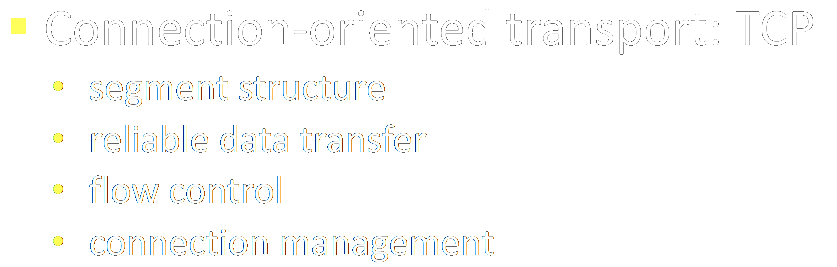 Connection-oriented transport: TCP
segment structure
reliable data transfer
flow control
connection management